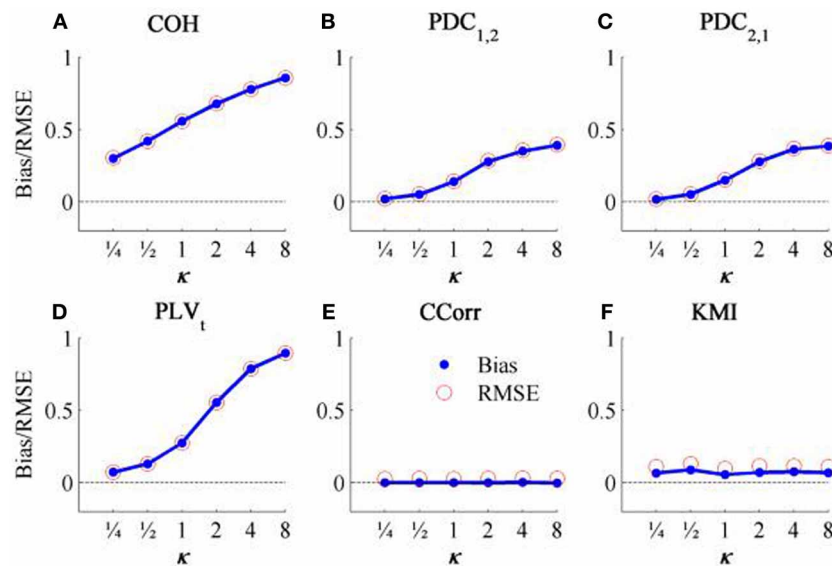 A
COH
B
PDC1,2
C
PDC2,1
Bias/RMSE
1
0.5
0
¼ ½ 1 2 4 8
κ
1
0.5
0
¼ ½ 1 2 4 8
κ
1
0.5
0
¼ ½ 1 2 4 8
κ
D
PLVt
E
CCorr
F
KMI
Bias/RMSE
1
0.5
0
¼ ½ 1 2 4 8
κ
1
0.5
0
Bias
RMSE
¼ ½ 1 2 4 8
κ
1
0.5
0
¼ ½ 1 2 4 8
κ